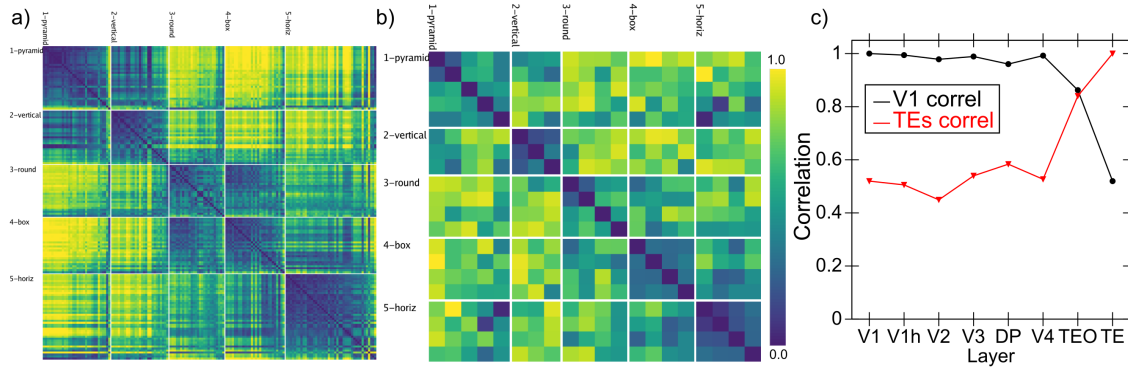 a)
1-pyramid
2-vertical
3-round
4-box
5-horiz
1-pyramid
2-vertical
3-round
4-box
5-horiz
b)
1-pyramid
2-vertical
3-round
4-box
5-horiz
1-pyramid
2-vertical
3-round
4-box
5-horiz
1.0
0.0
c)
Correlation
1
0.8
0.6
0.4
0.2
0
V1 correl
TEs correl
V1 V1h V2 V3 DP V4 TEO TE
Layer